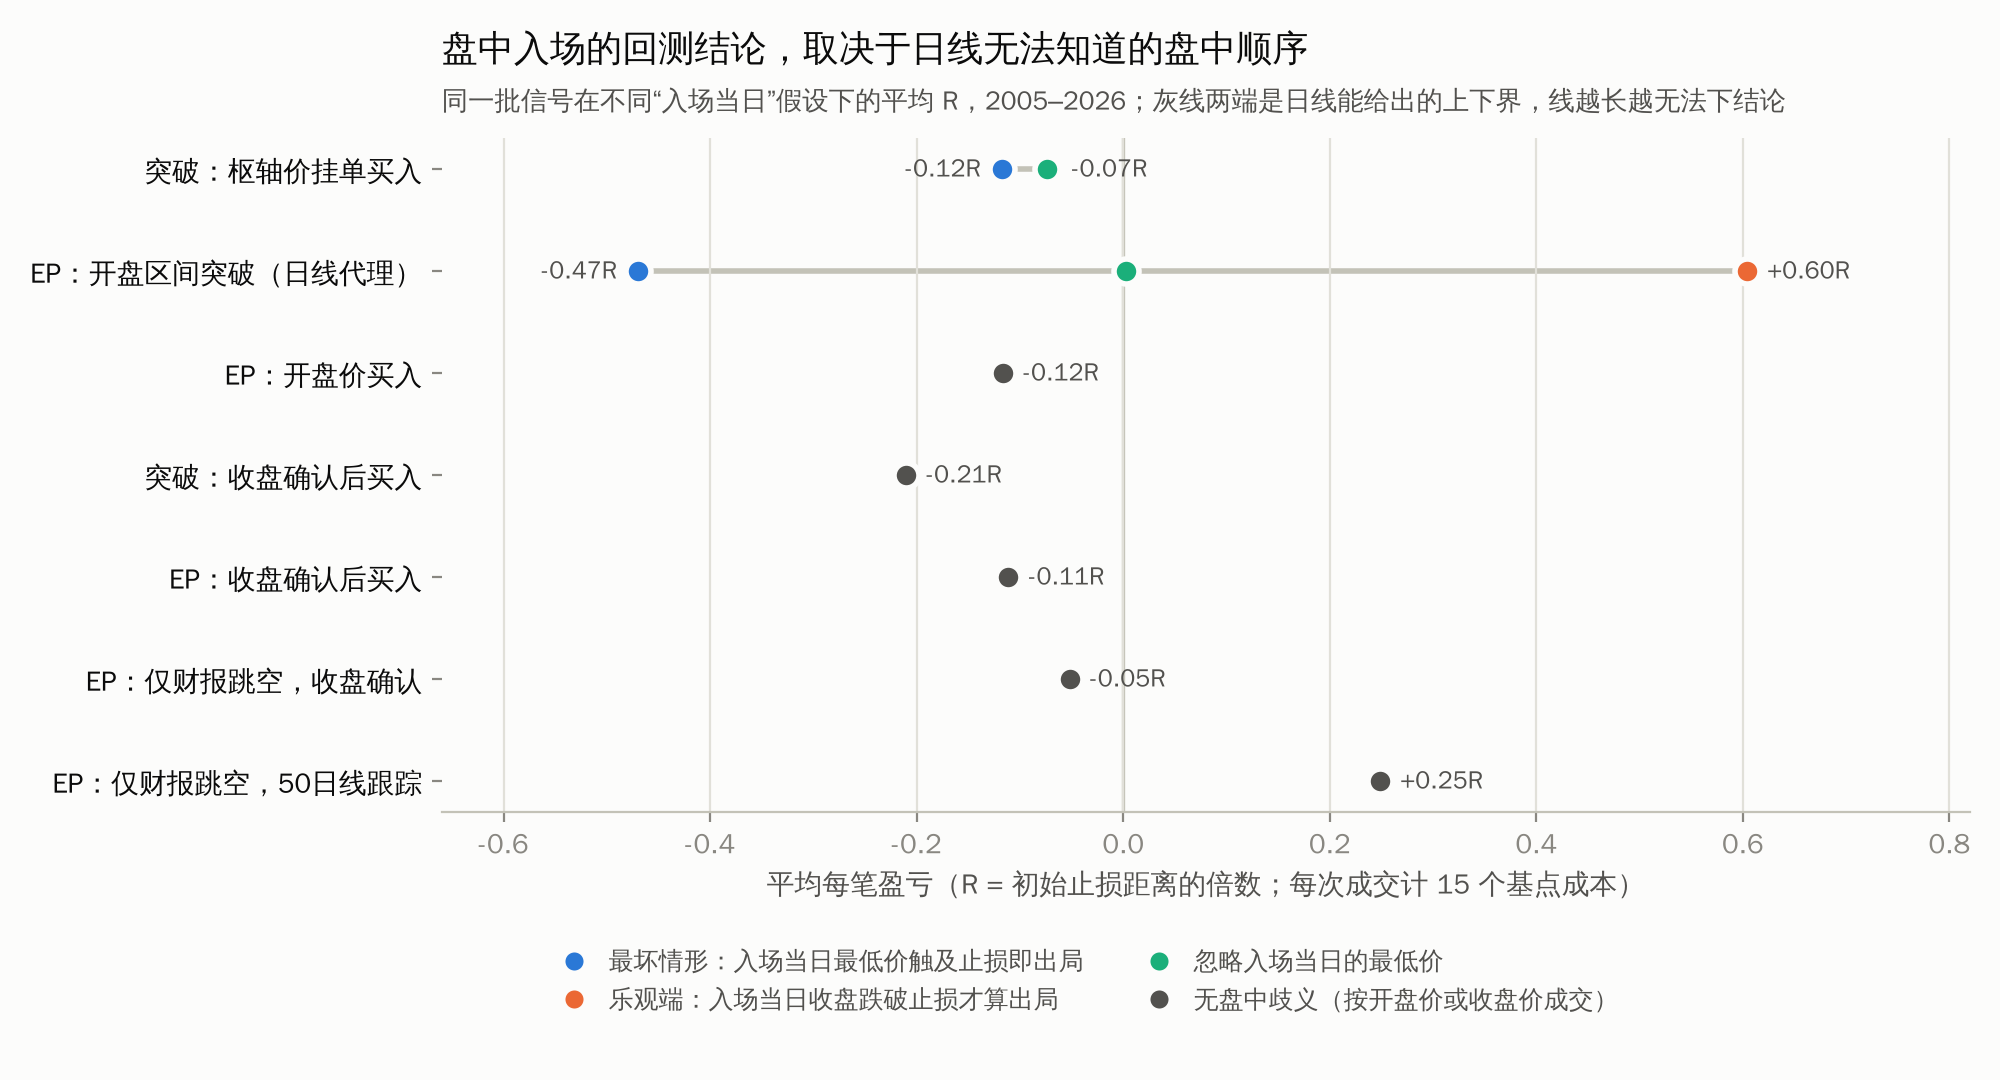 盘中入场的回测结论，取决于日线无法知道的盘中顺序
同一批信号在不同“入场当日”假设下的平均 R，2005–2026；灰线两端是日线能给出的上下界，线越长越无法下结论
突破：枢轴价挂单买入
-0.12R
-0.07R
EP：开盘区间突破（日线代理）
-0.47R
+0.60R
EP：开盘价买入
-0.12R
突破：收盘确认后买入
-0.21R
EP：收盘确认后买入
-0.11R
EP：仅财报跳空，收盘确认
-0.05R
EP：仅财报跳空，50日线跟踪
+0.25R
-0.6
-0.4
-0.2
0.0
0.2
0.4
0.6
0.8
平均每笔盈亏（R = 初始止损距离的倍数；每次成交计 15 个基点成本）
最坏情形：入场当日最低价触及止损即出局
忽略入场当日的最低价
乐观端：入场当日收盘跌破止损才算出局
无盘中歧义（按开盘价或收盘价成交）